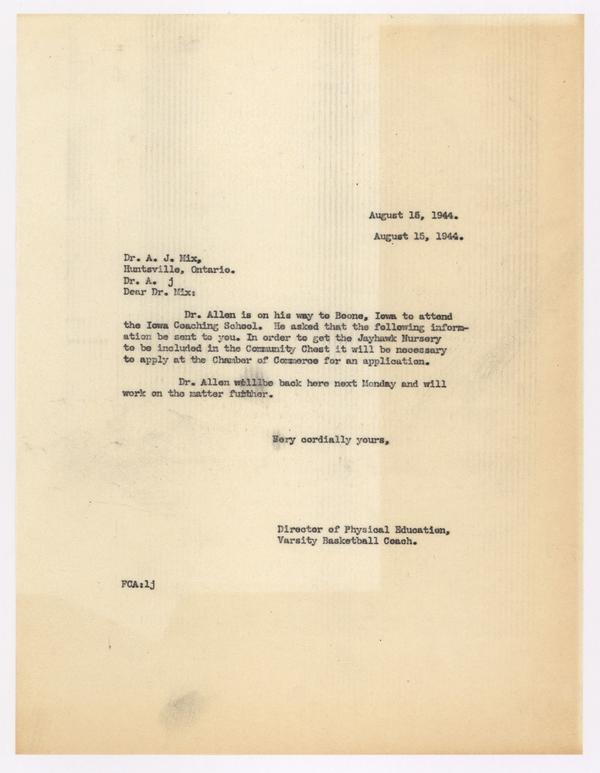 August 15, 1944.
August 15, 1944.
Dr. A. J. Mix,
Huntsville, Ontario.
Dr. A. j
Dear Dr. Mix:
Dr. Allen is on his way to Boone, Iowa to attend
the Iowa Coaching School. He asked that the following inform-
ation be sent to you. In order to get the Jayhawk Nursery
to be included in the Community Chest it will be necessary
to apply at the Chamber of Commerce for an application.
Dr. Allen will be back here next Monday and will
work on the matter further.
Very cordially yours,
Director of Physical Education,
Varsity Basketball Coach.
FCA:lj